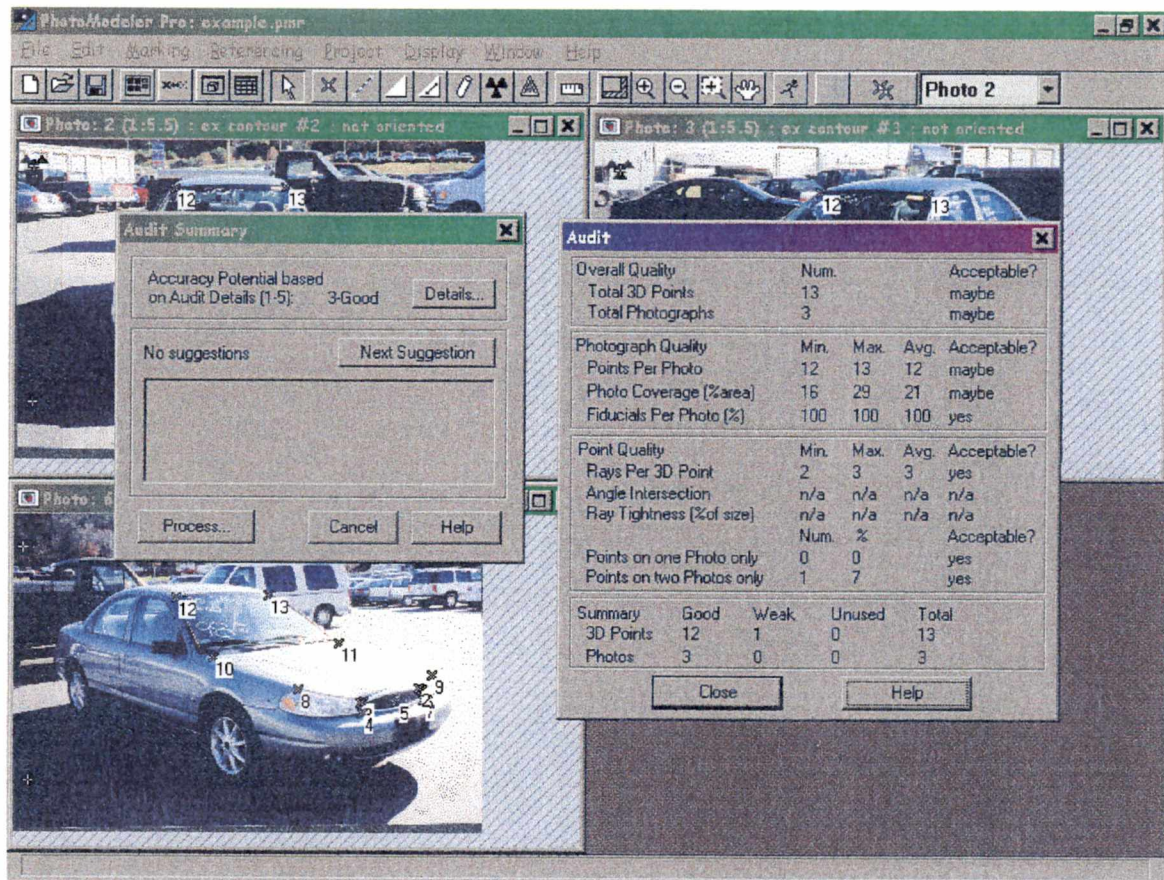 PhotoModeler Pro: example.pmr
File Edit Marking Referencing Project Display Window Help
Photo 2
Photo: 2 (1:5.5) : ex contour #2 : not oriented
Photo: 3 (1:5.5) : ex contour #3 : not oriented
12 13
12 13
Audit Summary
Accuracy Potential based
on Audit Details (1-5): 3-Good Details...
No suggestions Next Suggestion
Process... Cancel Help
Audit
Overall Quality Num. Acceptable?
Total 3D Points 13 maybe
Total Photographs 3 maybe
Photograph Quality Min. Max. Avg. Acceptable?
Points Per Photo 12 13 12 maybe
Photo Coverage (%area) 16 29 21 maybe
Fiducials Per Photo (%) 100 100 100 yes
Point Quality Min. Max. Avg. Acceptable?
Rays Per 3D Point 2 3 3 yes
Angle Intersection n/a n/a n/a n/a
Ray Tightness (%of size) n/a n/a n/a n/a
Num. % Acceptable?
Points on one Photo only 0 0 yes
Points on two Photos only 1 7 yes
Summary Good Weak Unused Total
3D Points 12 1 0 13
Photos 3 0 0 3
Close Help
Photo: 6
12 13
10 11
8 9
4 5